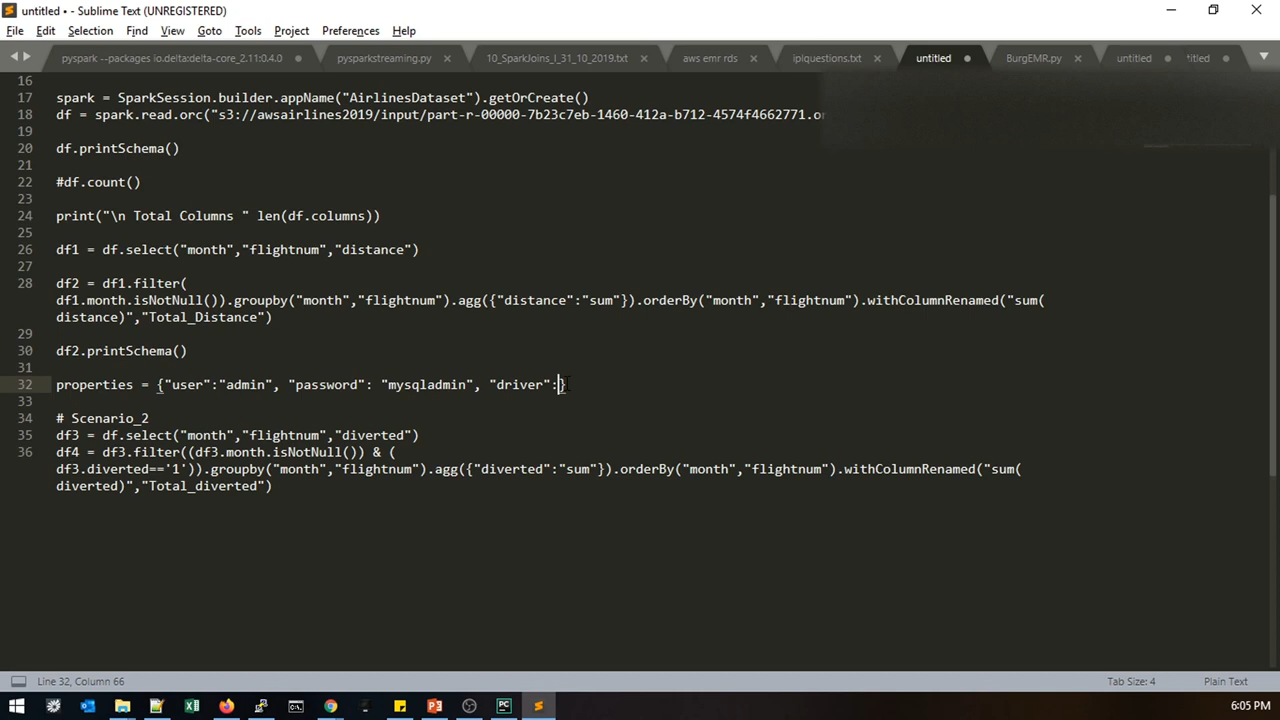 untitled • - Sublime Text (UNREGISTERED)
File Edit Selection Find View Goto Tools Project Preferences Help
pyspark --packages io.delta:delta-core_2.11:0.4.0 pysparkstreaming.py 10_SparkJoins_I_31_10_2019.txt aws emr rds iplquestions.txt untitled BurgEMR.py untitled titled
16
17 spark = SparkSession.builder.appName("AirlinesDataset").getOrCreate()
18 df = spark.read.orc("s3://awsairlines2019/input/part-r-00000-7b23c7eb-1460-412a-b712-4574f4662771.or
19
20 df.printSchema()
21
22 #df.count()
23
24 print("\n Total Columns " len(df.columns))
25
26 df1 = df.select("month","flightnum","distance")
27
28 df2 = df1.filter(
df1.month.isNotNull()).groupby("month","flightnum").agg({"distance":"sum"}).orderBy("month","flightnum").withColumnRenamed("sum(
distance)","Total_Distance")
29
30 df2.printSchema()
31
32 properties = {"user":"admin", "password": "mysqladmin", "driver":}
33
34 # Scenario_2
35 df3 = df.select("month","flightnum","diverted")
36 df4 = df3.filter((df3.month.isNotNull()) & (
df3.diverted=='1')).groupby("month","flightnum").agg({"diverted":"sum"}).orderBy("month","flightnum").withColumnRenamed("sum(
diverted)","Total_diverted")
Line 32, Column 66 Tab Size: 4 Plain Text
6:05 PM